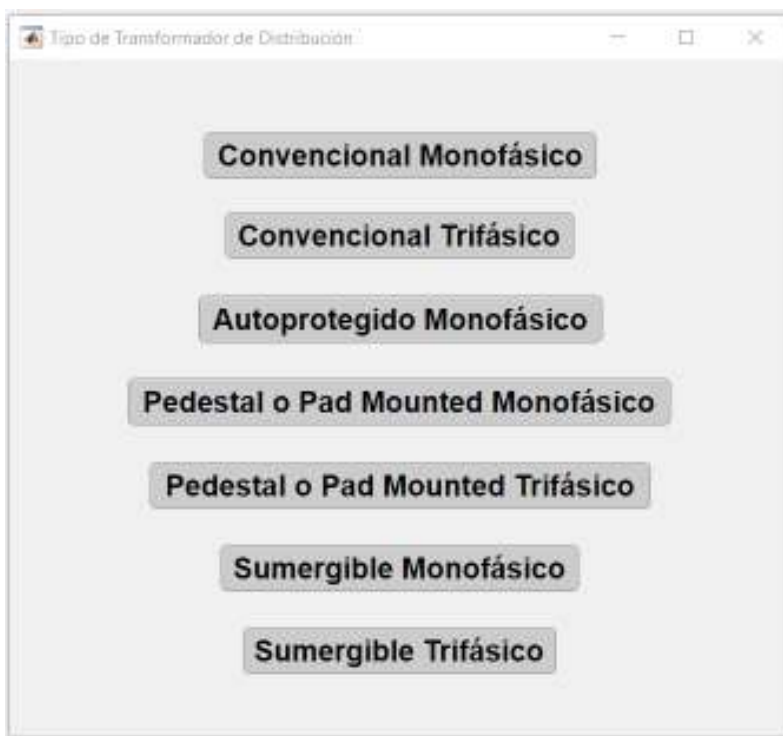 Tipo de Transformador de Distribución
Convencional Monofásico
Convencional Trifásico
Autoprotegido Monofásico
Pedestal o Pad Mounted Monofásico
Pedestal o Pad Mounted Trifásico
Sumergible Monofásico
Sumergible Trifásico